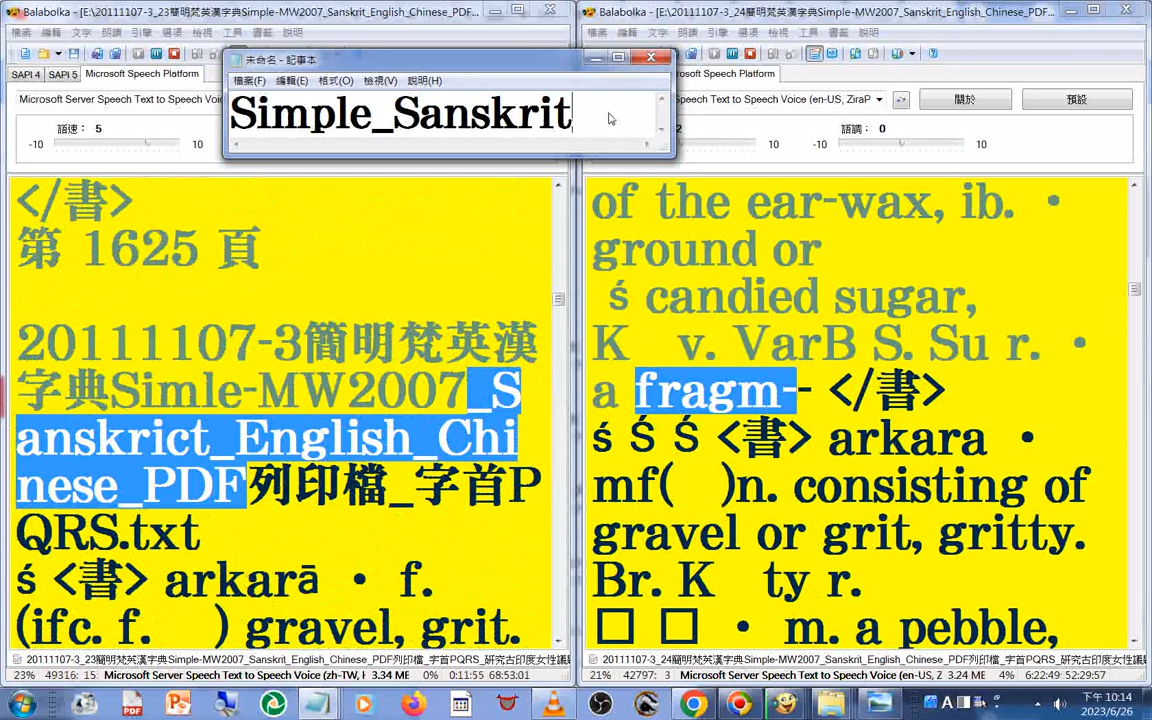 Balabolka - [E:\20111107-3_23簡明梵英漢字典Simple-MW2007_Sanskrit_English_Chinese_PDF...
檔案 編輯 文字 朗讀 引擎 選項 檢視 工具 書籤 說明
SAPI 4 SAPI 5 Microsoft Speech Platform
Microsoft Server Speech Text to Speech Voi
語速： 5
-10 10
</書>
第 1625 頁
20111107-3簡明梵英漢
字典Simle-MW2007_S
anskrict_English_Chi
nese_PDF列印檔_字首P
QRS.txt
ś <書> arkarā • f.
(ifc. f. ) gravel, grit.
20111107-3_23簡明梵英漢字典Simple-MW2007_Sanskrit_English_Chinese_PDF列印檔_字首PQRS_研究古印度女性議
23% 49316: 15 Microsoft Server Speech Text to Speech Voice (zh-TW, H 3.34 MB 0% 0:11:55 68:53:01
未命名 - 記事本
檔案(F) 編輯(E) 格式(O) 檢視(V) 說明(H)
Simple_Sanskrit
Balabolka - [E:\20111107-3_24簡明梵英漢字典Simple-MW2007_Sanskrit_English_Chinese_PDF...
引擎 選項 檢視 工具 書籤 說明
Speech Platform
Speech Text to Speech Voice (en-US, ZiraP 關於 預設
2 語調： 0
10 -10 10
of the ear-wax, ib. •
ground or
ś candied sugar,
K v. VarB S. Su r. •
a fragm-- </書>
ś Ś Ś <書> arkara •
mf( )n. consisting of
gravel or grit, gritty.
Br. K ty r.
□ □ • m. a pebble,
20111107-3_24簡明梵英漢字典Simple-MW2007_Sanskrit_English_Chinese_PDF列印檔_字首PQRS_研究古印度女性議題
21% 42797: 3 Microsoft Server Speech Text to Speech Voice (en-US, Z 3.24 MB 4% 6:22:49 52:29:57
下午 10:14
2023/6/26